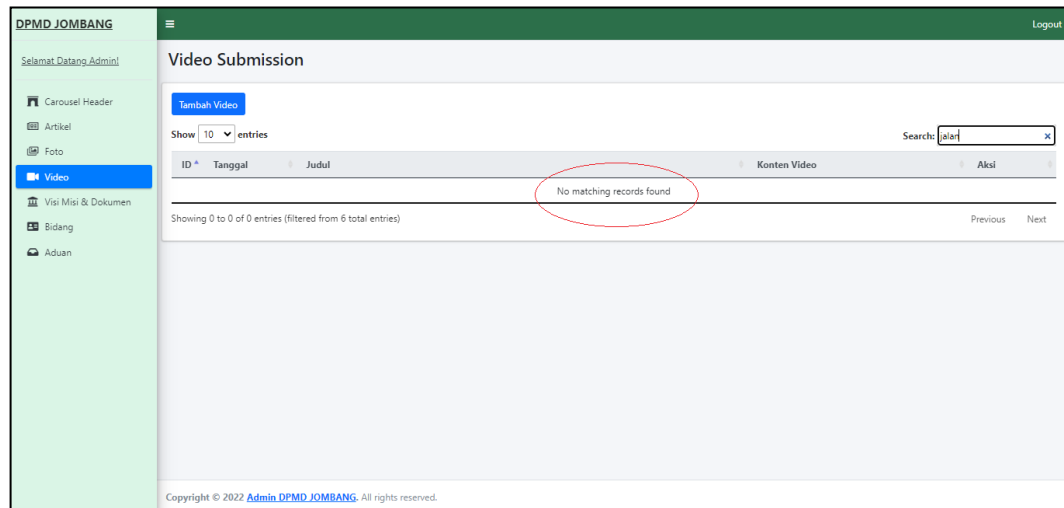 DPMD JOMBANG
Logout
Selamat Datang Admin!
Carousel Header
Artikel
Foto
Video
Visi Misi & Dokumen
Bidang
Aduan
Video Submission
Tambah Video
Show 10 entries
Search: jalan
ID Tanggal Judul Konten Video Aksi
No matching records found
Showing 0 to 0 of 0 entries (filtered from 6 total entries)
Previous Next
Copyright © 2022 Admin DPMD JOMBANG. All rights reserved.